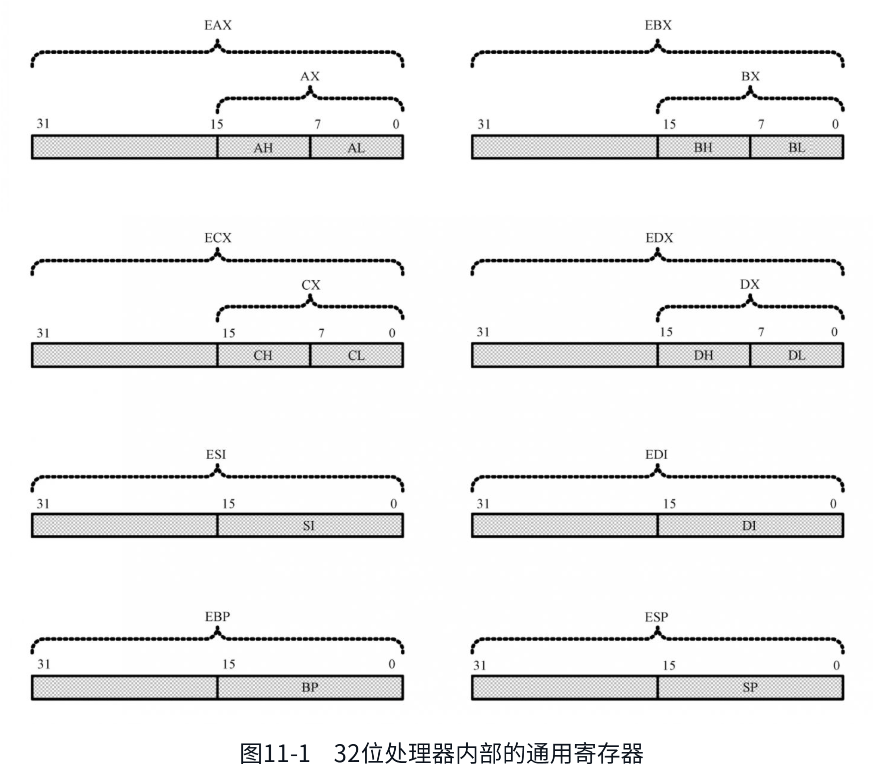 EAX
AX
31 15 7 0
AH AL
EBX
BX
31 15 7 0
BH BL
ECX
CX
31 15 7 0
CH CL
EDX
DX
31 15 7 0
DH DL
ESI
31 15 0
SI
EDI
31 15 0
DI
EBP
31 15 0
BP
ESP
31 15 0
SP
图11-1 32位处理器内部的通用寄存器